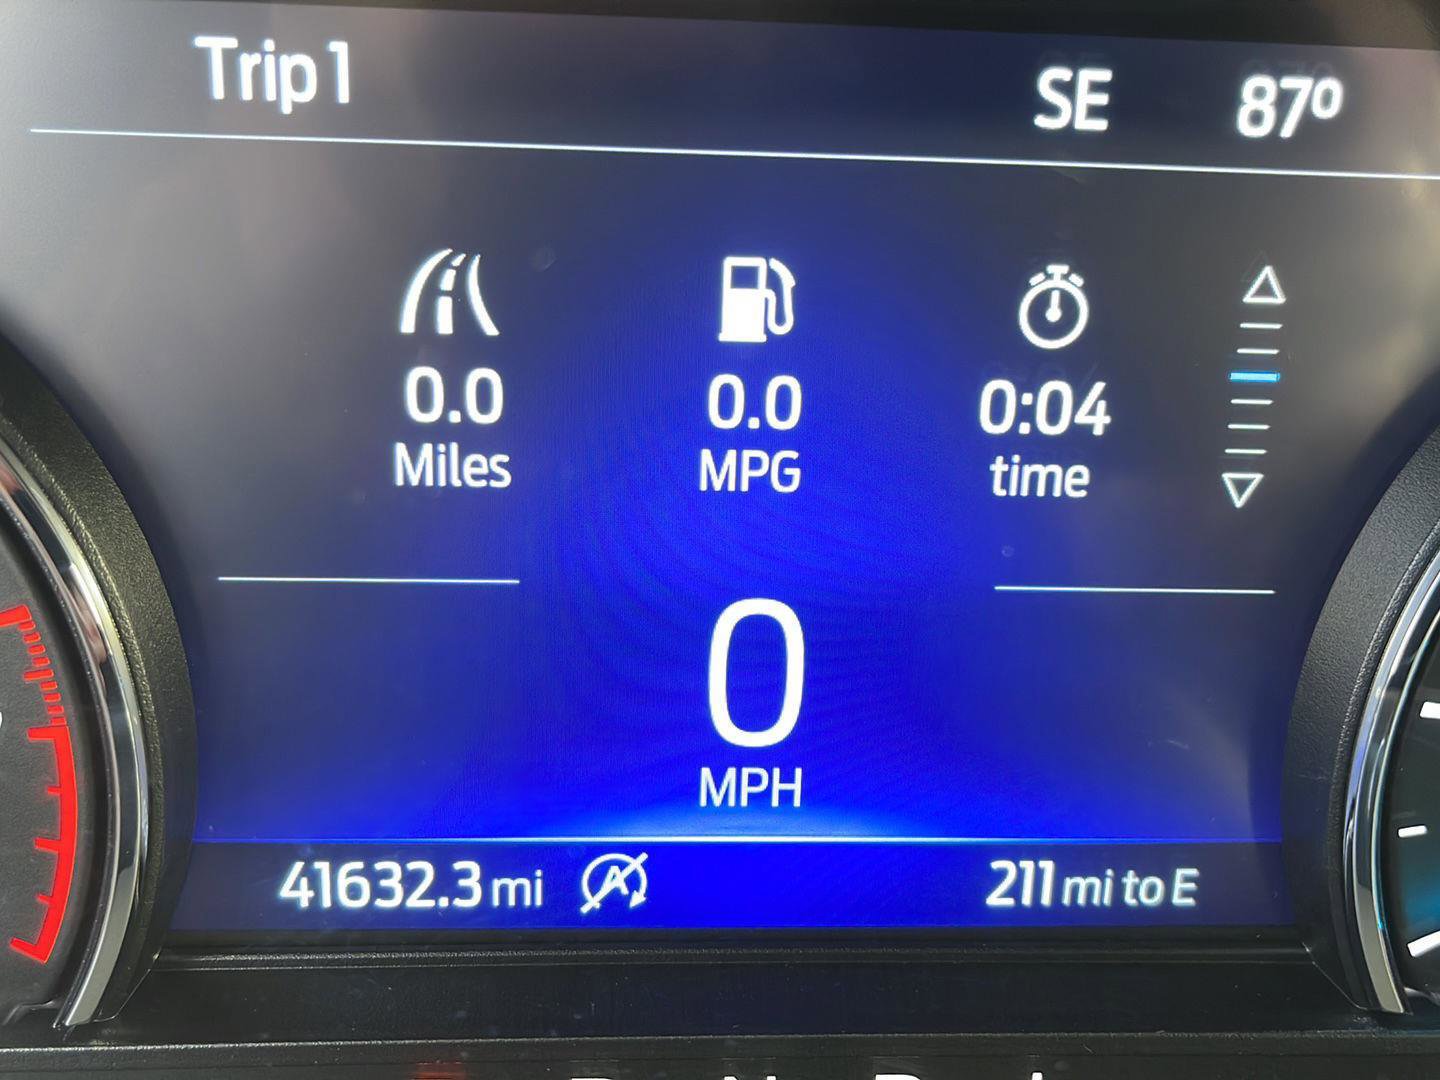 Trip 1 SE 87º
0.0 0.0 0:04
Miles MPG time
0
MPH
41632.3 mi A 211 mi to E